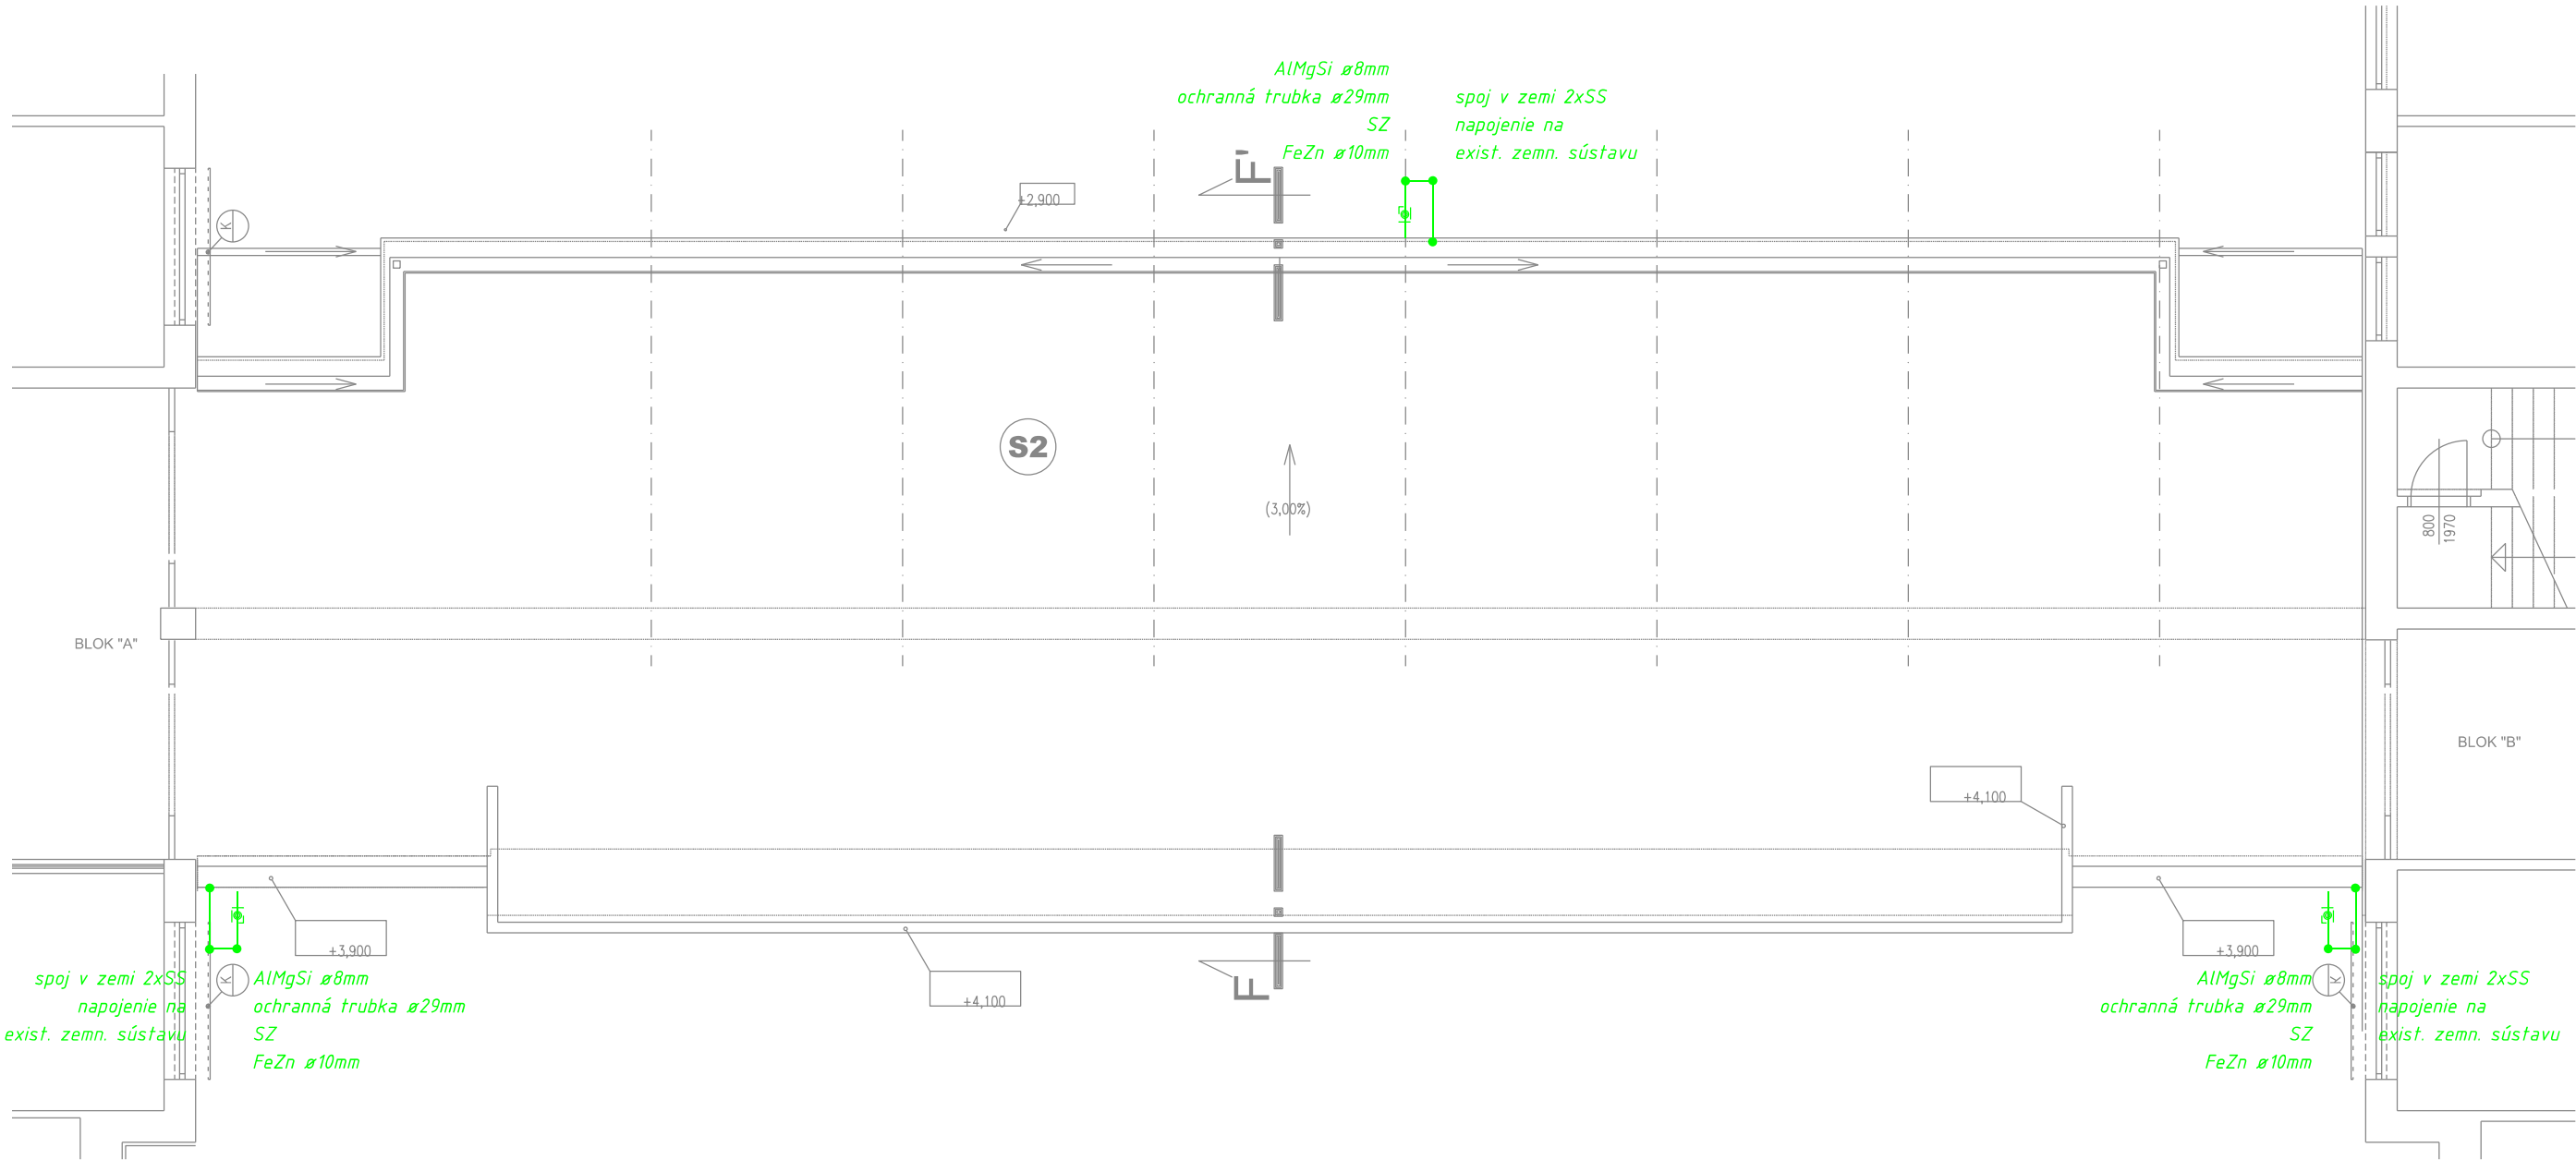 AlMgSi ø8mm
ochranná trubka ø29mm
SZ
FeZn ø10mm
spoj v zemi 2xSS
napojenie na
exist. zemn. sústavu
F'
+2,900
K
S2
(3,00%)
800
1970
BLOK "A"
BLOK "B"
+4,100
+3,900
+3,900
K
K
+4,100
F
spoj v zemi 2xSS
napojenie na
exist. zemn. sústavu
AlMgSi ø8mm
ochranná trubka ø29mm
SZ
FeZn ø10mm
AlMgSi ø8mm
ochranná trubka ø29mm
SZ
FeZn ø10mm
spoj v zemi 2xSS
napojenie na
exist. zemn. sústavu